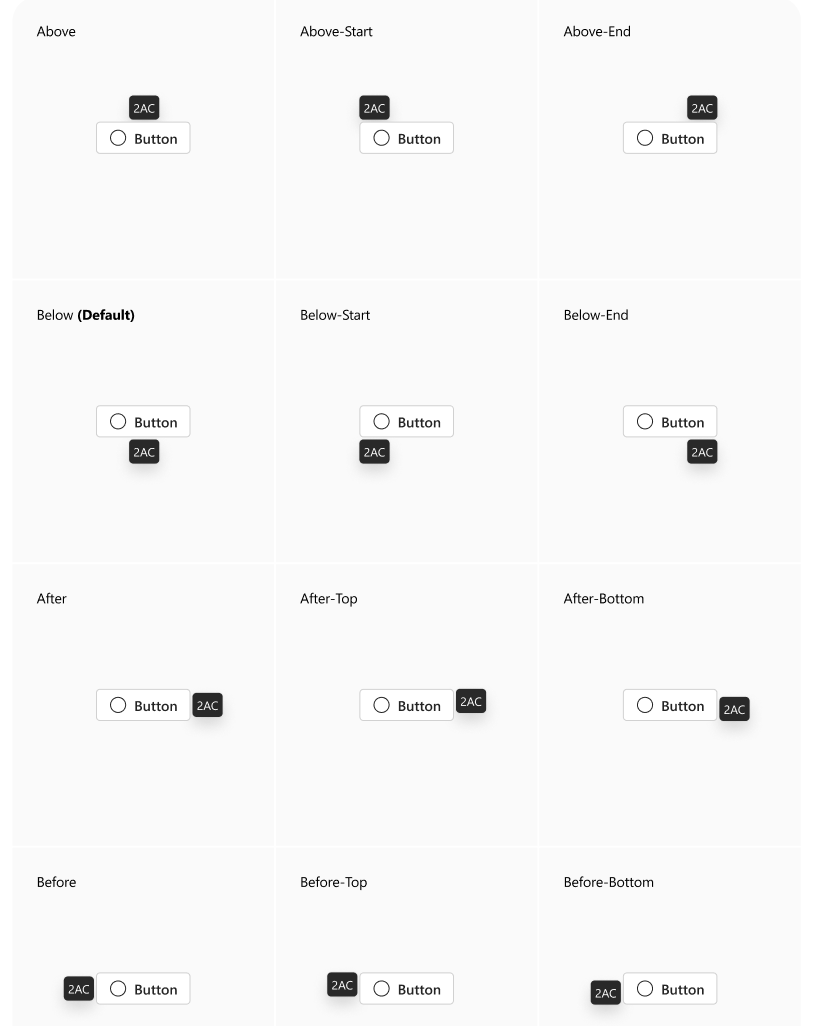 Above
Above-Start
Above-End
2AC
2AC
2AC
Button
Button
Button
Below (Default)
Below-Start
Below-End
Button
Button
Button
2AC
2AC
2AC
After
After-Top
After-Bottom
Button 2AC
Button 2AC
Button 2AC
Before
Before-Top
Before-Bottom
2AC Button
2AC Button
2AC Button